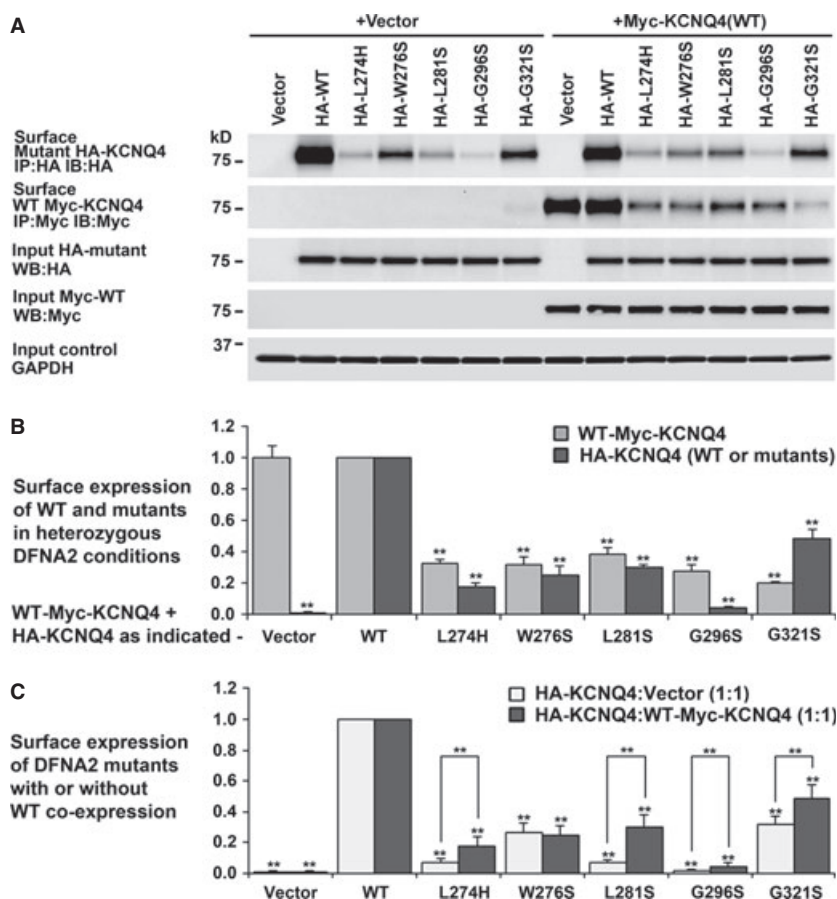 A
+Vector
+Myc-KCNQ4(WT)
Vector
HA-WT
HA-L274H
HA-W276S
HA-L281S
HA-G296S
HA-G321S
Vector
HA-WT
HA-L274H
HA-W276S
HA-L281S
HA-G296S
HA-G321S
kD
Surface
Mutant HA-KCNQ4
IP:HA IB:HA
75
Surface
WT Myc-KCNQ4
IP:Myc IB:Myc
75
Input HA-mutant
WB:HA
75
Input Myc-WT
WB:Myc
75
Input control
GAPDH
37
B
Surface expression
of WT and mutants
in heterozygous
DFNA2 conditions
WT-Myc-KCNQ4 +
HA-KCNQ4 as indicated -
1.2
1.0
0.8
0.6
0.4
0.2
0.0
WT-Myc-KCNQ4
HA-KCNQ4 (WT or mutants)
**
** **
** **
** **
** **
** **
Vector WT L274H W276S L281S G296S G321S
C
Surface expression
of DFNA2 mutants
with or without
WT co-expression
1.2
1.0
0.8
0.6
0.4
0.2
0.0
HA-KCNQ4:Vector (1:1)
HA-KCNQ4:WT-Myc-KCNQ4 (1:1)
** ** ** **
** **
** **
** **
** **
** **
** **
Vector WT L274H W276S L281S G296S G321S